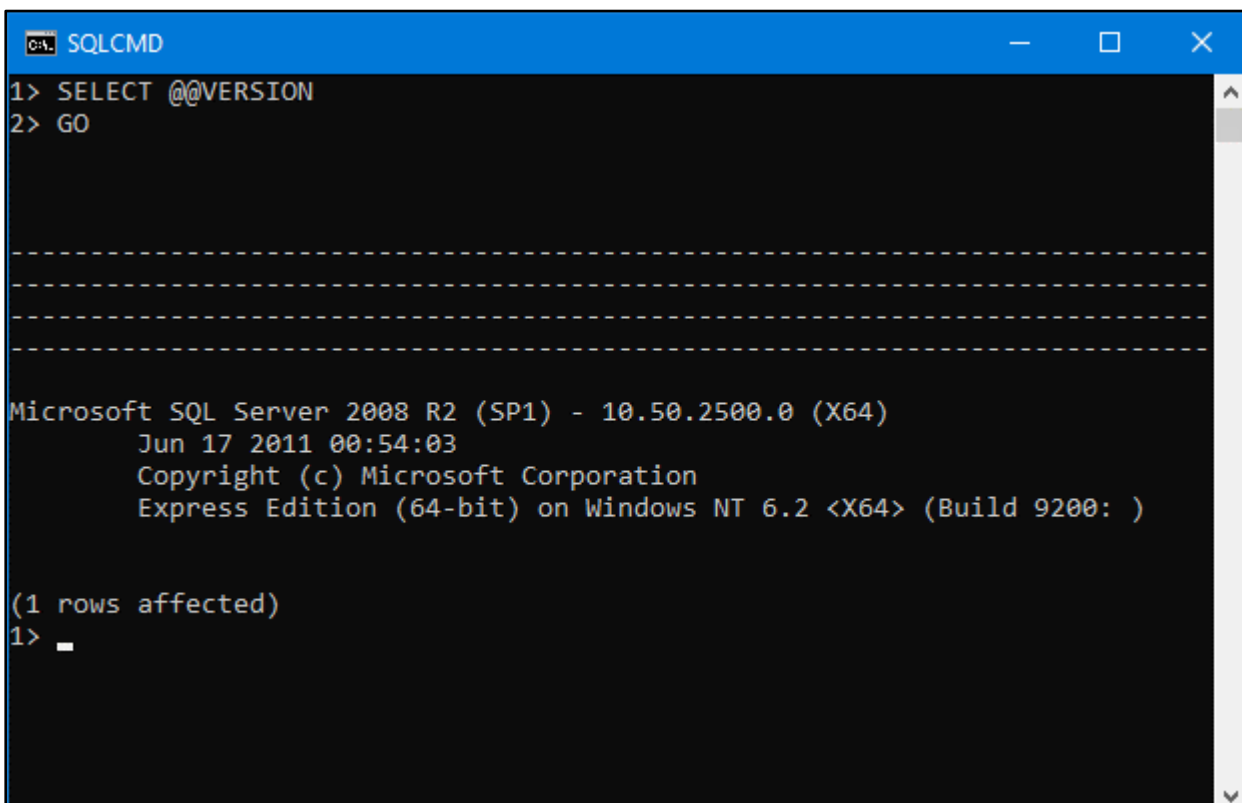 SQLCMD
1> SELECT @@VERSION
2> GO
---------------------------------------------------------------------------
---------------------------------------------------------------------------
---------------------------------------------------------------------------
---------------------------------------------------------------------------
Microsoft SQL Server 2008 R2 (SP1) - 10.50.2500.0 (X64)
Jun 17 2011 00:54:03
Copyright (c) Microsoft Corporation
Express Edition (64-bit) on Windows NT 6.2 <X64> (Build 9200: )
(1 rows affected)
1>